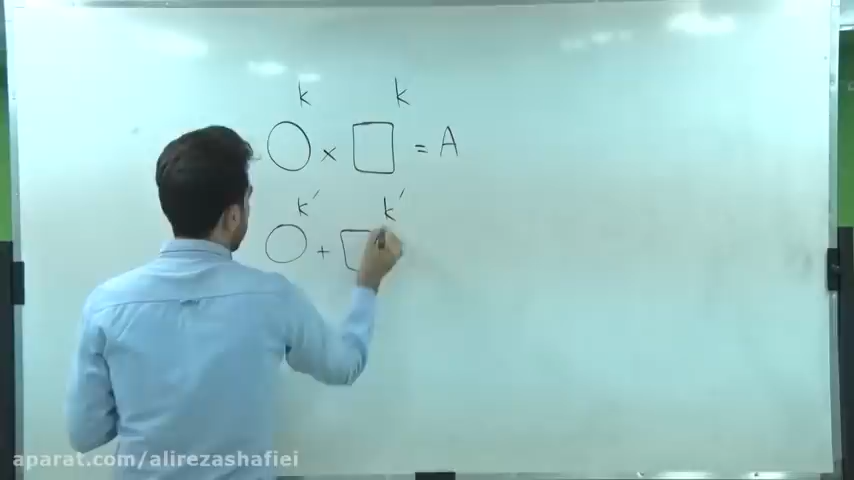 k k
× = A
k′ k′
+
aparat.com/alirezashafiei